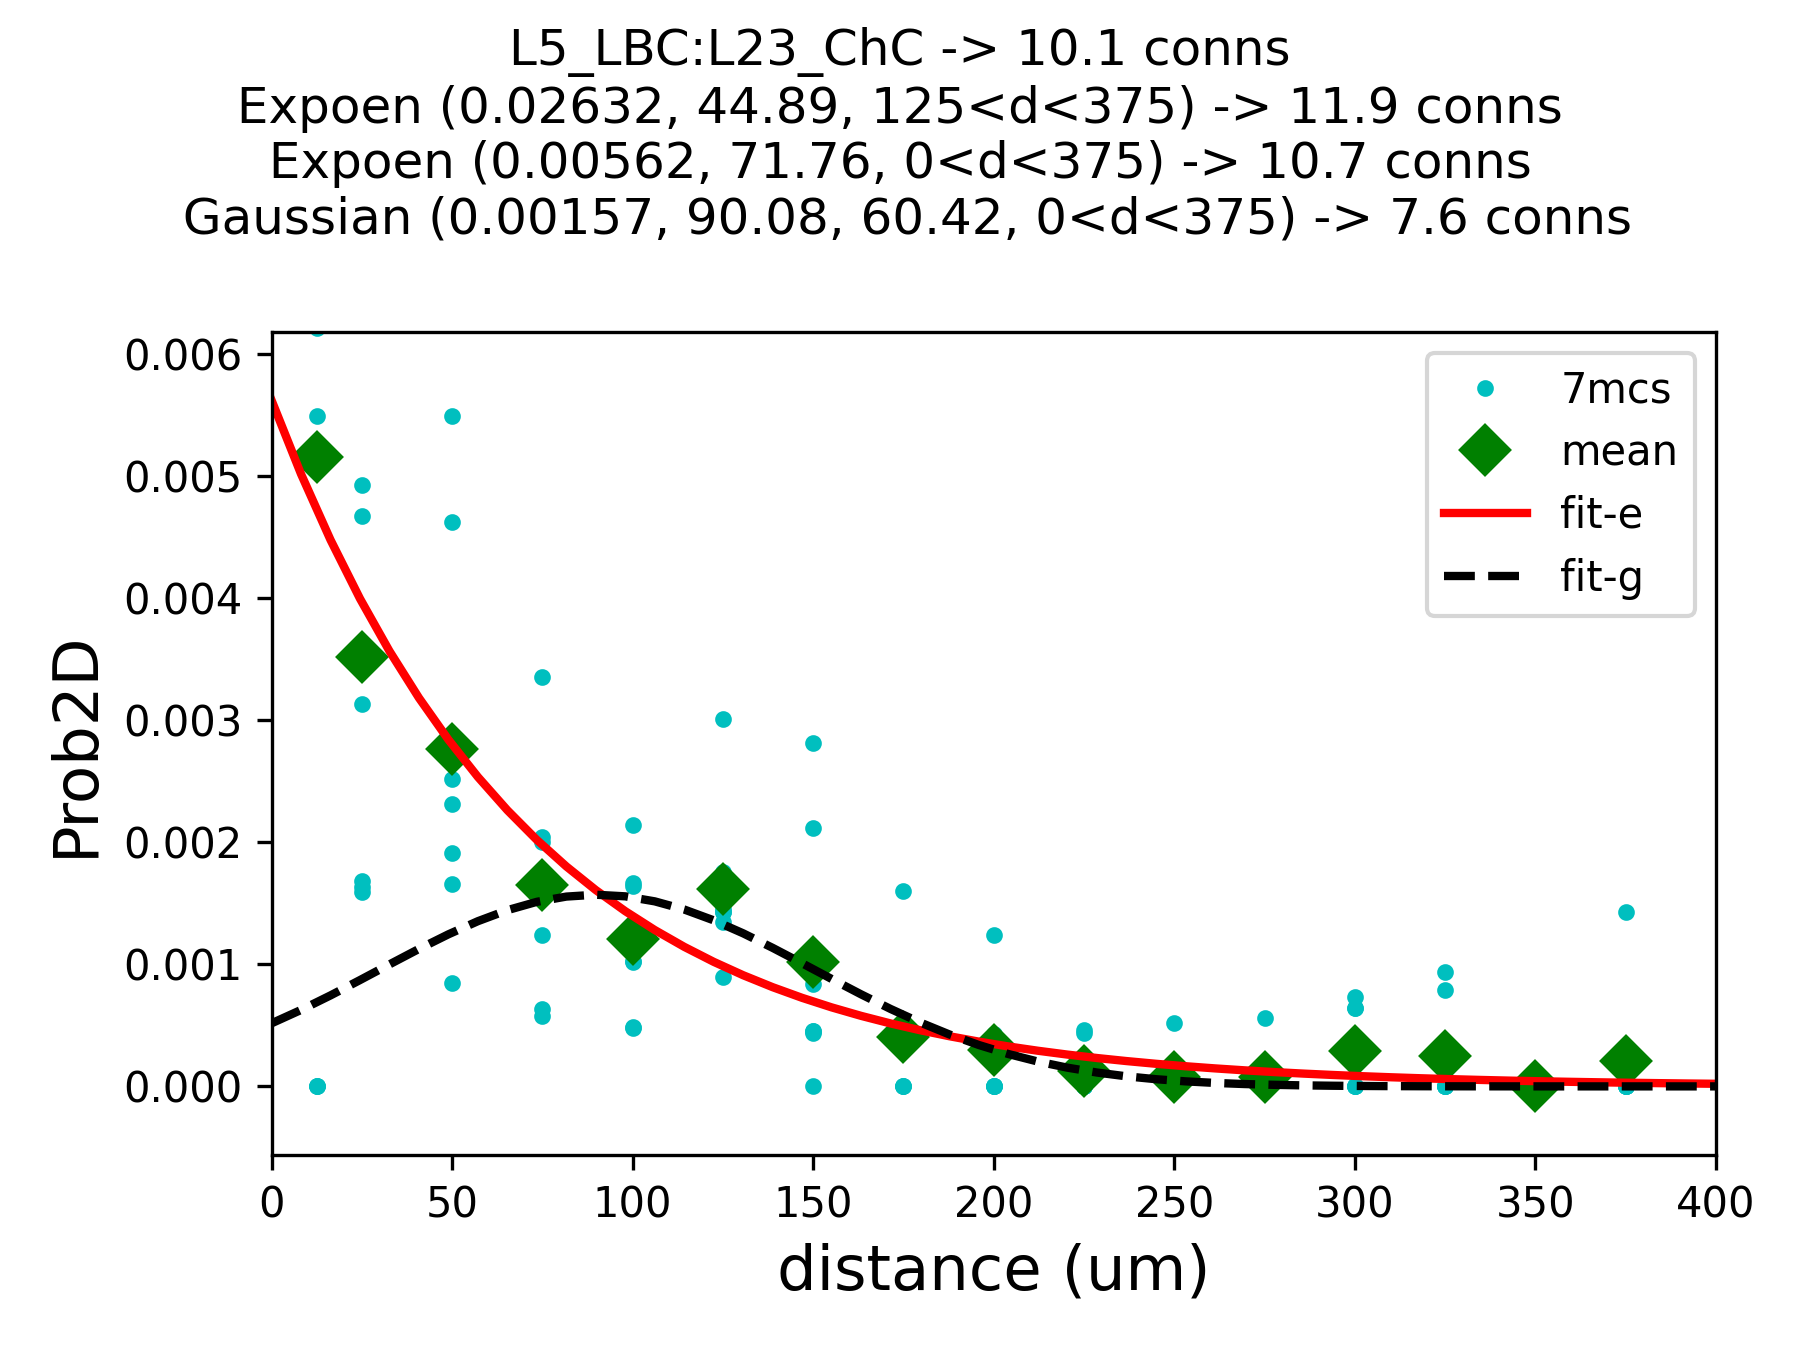 L5_LBC:L23_ChC -> 10.1 conns
Expoen (0.02632, 44.89, 125<d<375) -> 11.9 conns
Expoen (0.00562, 71.76, 0<d<375) -> 10.7 conns
Gaussian (0.00157, 90.08, 60.42, 0<d<375) -> 7.6 conns
7mcs
mean
fit-e
fit-g
Prob2D
0.006
0.005
0.004
0.003
0.002
0.001
0.000
0 50 100 150 200 250 300 350 400
distance (um)